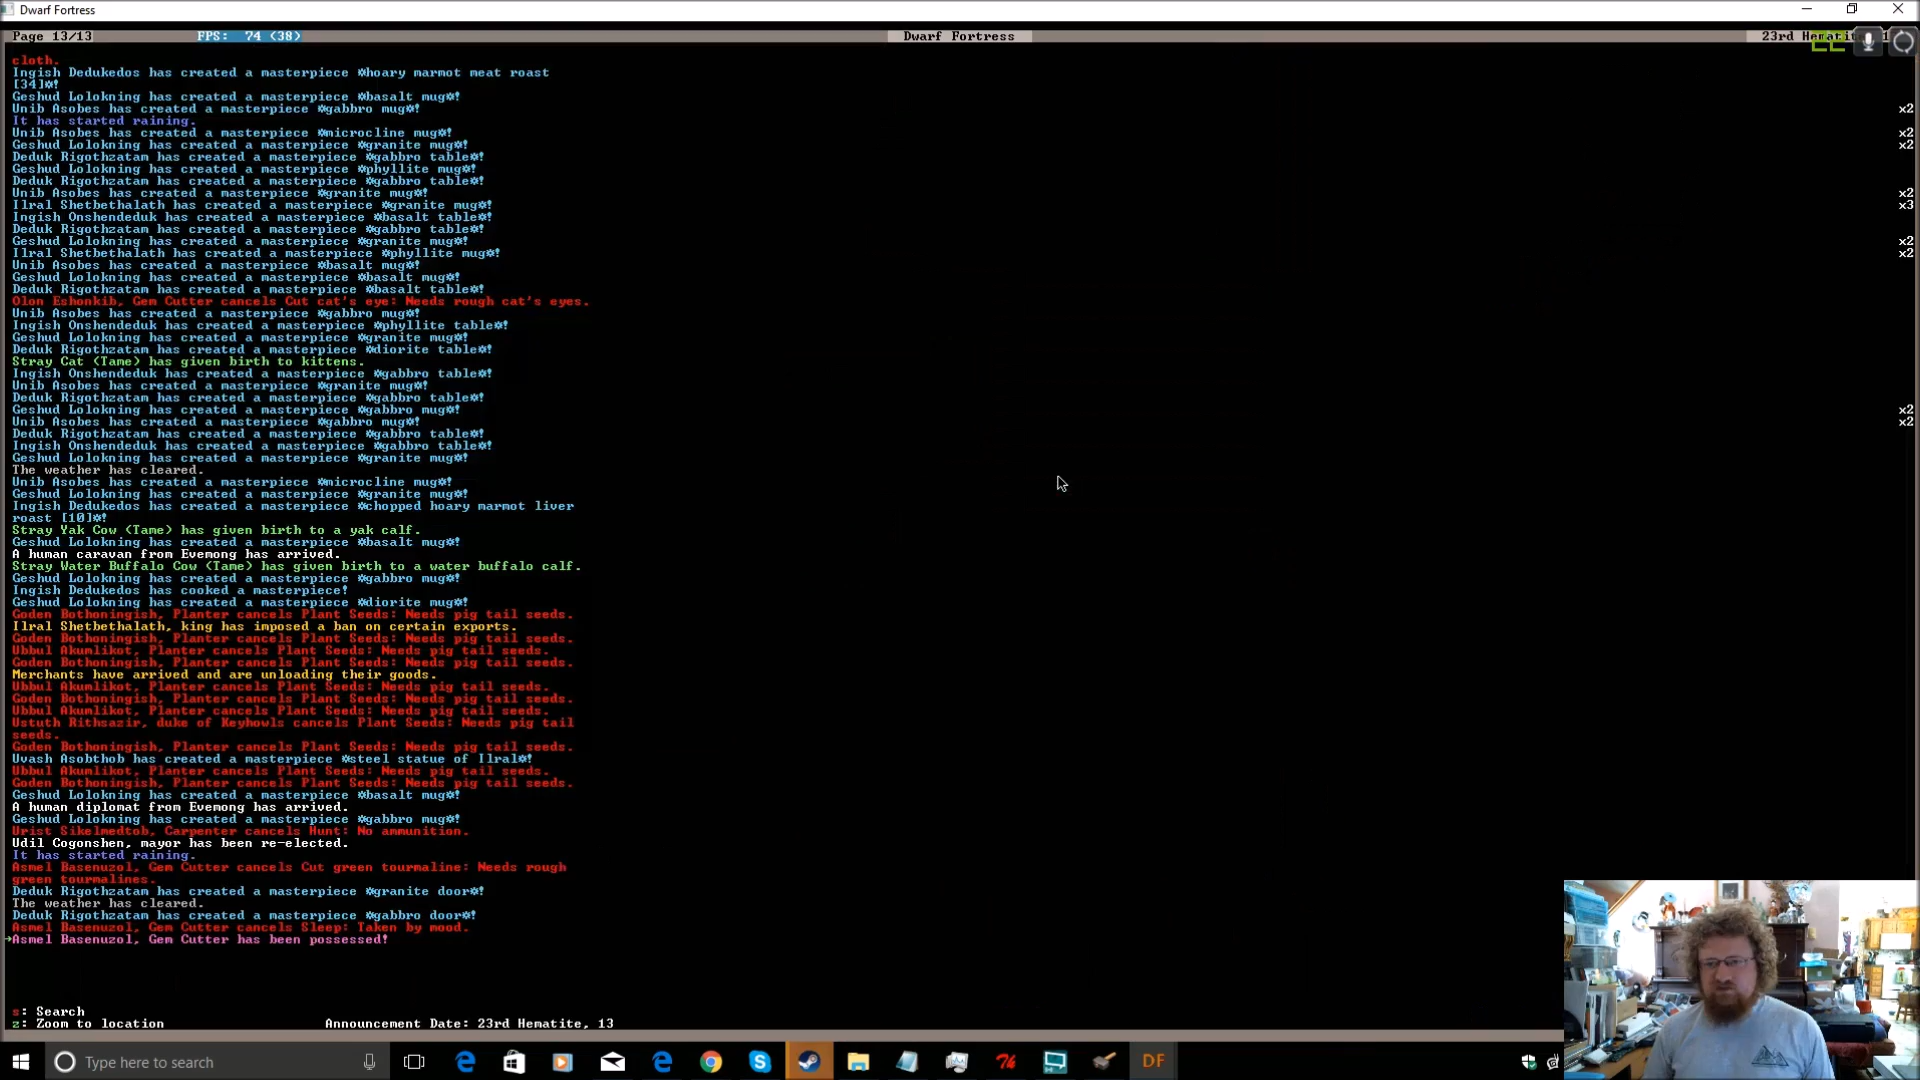 Dwarf Fortress
Page 13/13 FPS: 74 (38) Dwarf Fortress 23rd Hematite
cloth.
Ingish Dedukedos has created a masterpiece ☼hoary marmot meat roast
[34]☼!
Geshud Lolokning has created a masterpiece ☼basalt mug☼!
Unib Asobes has created a masterpiece ☼gabbro mug☼! x2
It has started raining.
Unib Asobes has created a masterpiece ☼microcline mug☼! x2
Geshud Lolokning has created a masterpiece ☼granite mug☼! x2
Deduk Rigothzatam has created a masterpiece ☼gabbro table☼!
Geshud Lolokning has created a masterpiece ☼phyllite mug☼!
Deduk Rigothzatam has created a masterpiece ☼gabbro table☼!
Unib Asobes has created a masterpiece ☼granite mug☼! x2
Ilral Shetbethalath has created a masterpiece ☼granite mug☼! x3
Ingish Onshendeduk has created a masterpiece ☼basalt table☼!
Deduk Rigothzatam has created a masterpiece ☼gabbro table☼!
Geshud Lolokning has created a masterpiece ☼granite mug☼! x2
Ilral Shetbethalath has created a masterpiece ☼phyllite mug☼! x2
Unib Asobes has created a masterpiece ☼basalt mug☼!
Geshud Lolokning has created a masterpiece ☼basalt mug☼!
Deduk Rigothzatam has created a masterpiece ☼basalt table☼!
Olon Eshonkib, Gem Cutter cancels Cut cat's eye: Needs rough cat's eyes.
Unib Asobes has created a masterpiece ☼gabbro mug☼!
Ingish Onshendeduk has created a masterpiece ☼phyllite table☼!
Geshud Lolokning has created a masterpiece ☼granite mug☼!
Deduk Rigothzatam has created a masterpiece ☼diorite table☼!
Stray Cat (Tame) has given birth to kittens.
Ingish Onshendeduk has created a masterpiece ☼gabbro table☼!
Unib Asobes has created a masterpiece ☼granite mug☼!
Deduk Rigothzatam has created a masterpiece ☼gabbro table☼!
Geshud Lolokning has created a masterpiece ☼gabbro mug☼! x2
Unib Asobes has created a masterpiece ☼gabbro mug☼! x2
Deduk Rigothzatam has created a masterpiece ☼gabbro table☼!
Ingish Onshendeduk has created a masterpiece ☼gabbro table☼!
Geshud Lolokning has created a masterpiece ☼granite mug☼!
The weather has cleared.
Unib Asobes has created a masterpiece ☼microcline mug☼!
Geshud Lolokning has created a masterpiece ☼granite mug☼!
Ingish Dedukedos has created a masterpiece ☼chopped hoary marmot liver
roast [10]☼!
Stray Yak Cow (Tame) has given birth to a yak calf.
Geshud Lolokning has created a masterpiece ☼basalt mug☼!
A human caravan from Evemong has arrived.
Stray Water Buffalo Cow (Tame) has given birth to a water buffalo calf.
Geshud Lolokning has created a masterpiece ☼gabbro mug☼!
Ingish Dedukedos has cooked a masterpiece!
Geshud Lolokning has created a masterpiece ☼diorite mug☼!
Goden Bothoningish, Planter cancels Plant Seeds: Needs pig tail seeds.
Ilral Shetbethalath, king has imposed a ban on certain exports.
Goden Bothoningish, Planter cancels Plant Seeds: Needs pig tail seeds.
Ubbul Akumlikot, Planter cancels Plant Seeds: Needs pig tail seeds.
Goden Bothoningish, Planter cancels Plant Seeds: Needs pig tail seeds.
Merchants have arrived and are unloading their goods.
Ubbul Akumlikot, Planter cancels Plant Seeds: Needs pig tail seeds.
Goden Bothoningish, Planter cancels Plant Seeds: Needs pig tail seeds.
Ubbul Akumlikot, Planter cancels Plant Seeds: Needs pig tail seeds.
Ustuth Rithsazir, duke of Keyhowls cancels Plant Seeds: Needs pig tail
seeds.
Goden Bothoningish, Planter cancels Plant Seeds: Needs pig tail seeds.
Uvash Asobthob has created a masterpiece ☼steel statue of Ilral☼!
Ubbul Akumlikot, Planter cancels Plant Seeds: Needs pig tail seeds.
Goden Bothoningish, Planter cancels Plant Seeds: Needs pig tail seeds.
Geshud Lolokning has created a masterpiece ☼basalt mug☼!
A human diplomat from Evemong has arrived.
Geshud Lolokning has created a masterpiece ☼gabbro mug☼!
Urist Sikelmedtob, Carpenter cancels Hunt: No ammunition.
Udil Cogonshen, mayor has been re-elected.
It has started raining.
Asmel Basenuzol, Gem Cutter cancels Cut green tourmaline: Needs rough
green tourmalines.
Deduk Rigothzatam has created a masterpiece ☼granite door☼!
The weather has cleared.
Deduk Rigothzatam has created a masterpiece ☼gabbro door☼!
Asmel Basenuzol, Gem Cutter cancels Sleep: Taken by mood.
→Asmel Basenuzol, Gem Cutter has been possessed!
s: Search
z: Zoom to location Announcement Date: 23rd Hematite, 13
Type here to search
DF